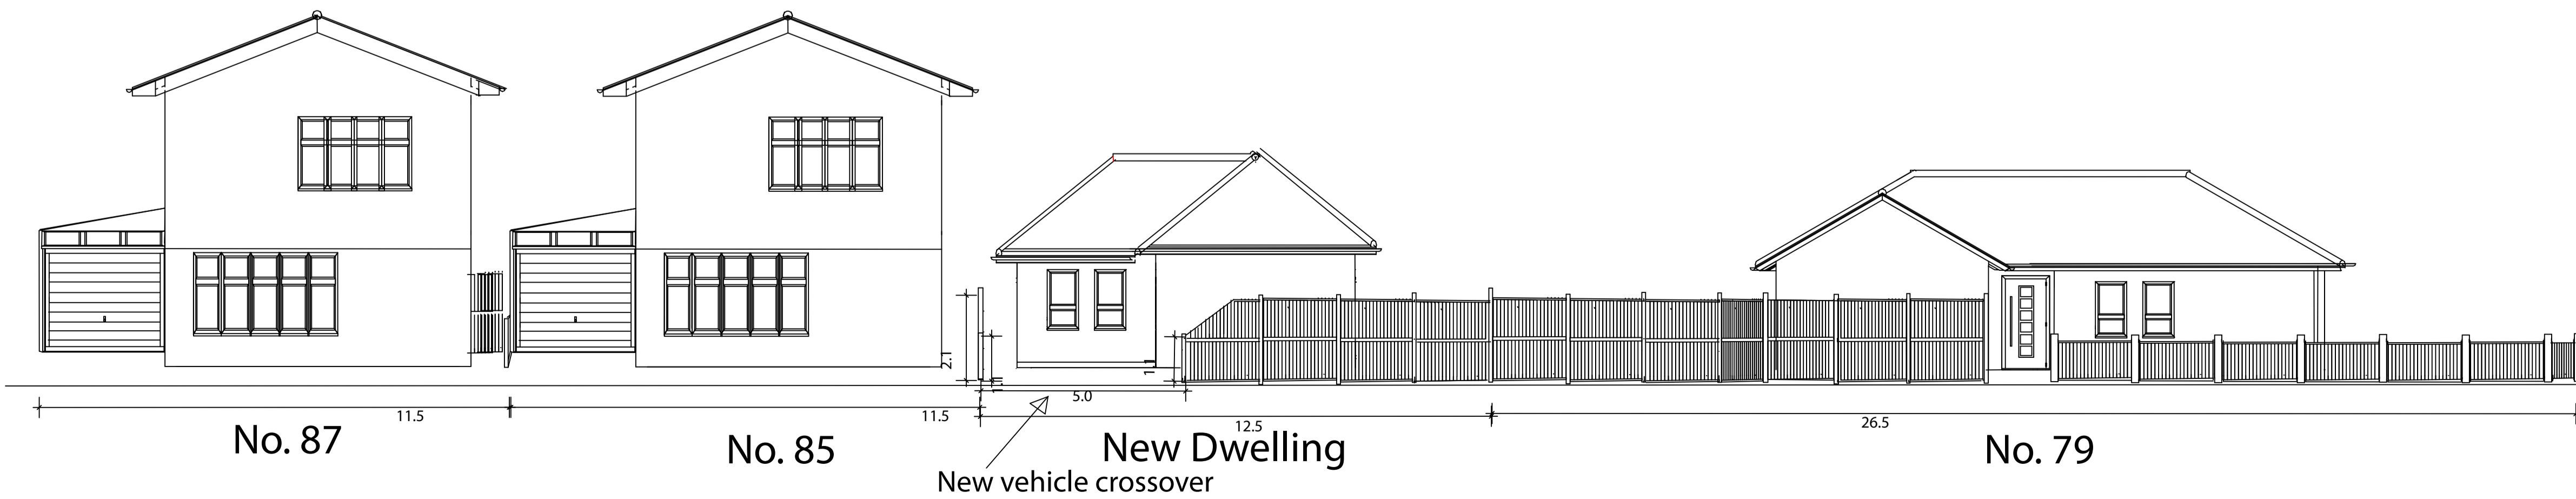 2.1
1.1
1.1
5.0
11.5
11.5
12.5
26.5
No. 87
No. 85
New Dwelling
No. 79
New vehicle crossover